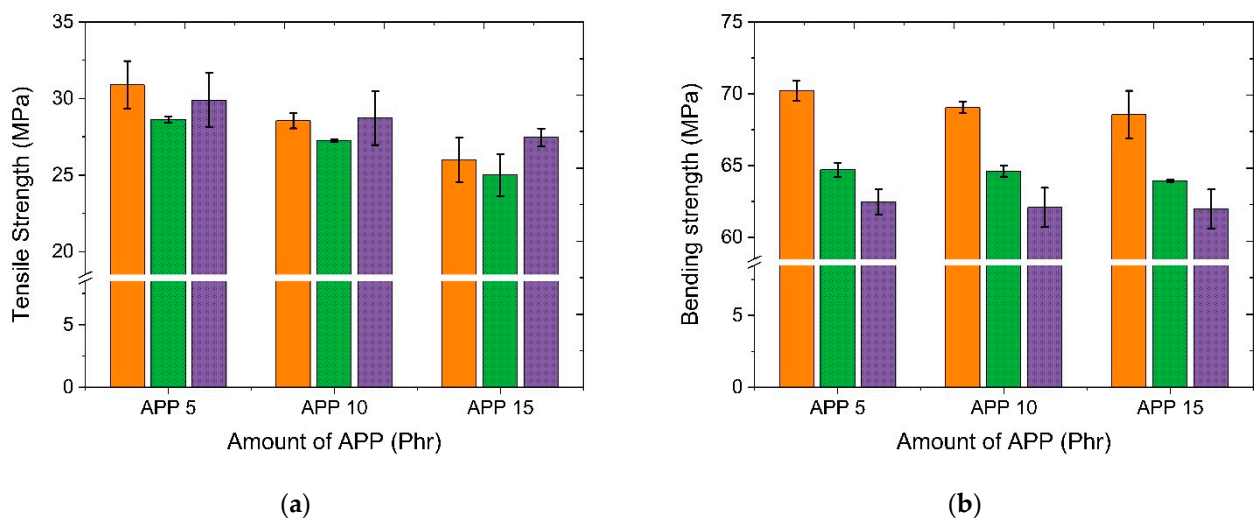 35
30
25
20
5
0
Tensile Strength (MPa)
APP 5 APP 10 APP 15
Amount of APP (Phr)
(a)
75
70
65
60
5
0
Bending strength (MPa)
APP 5 APP 10 APP 15
Amount of APP (Phr)
(b)